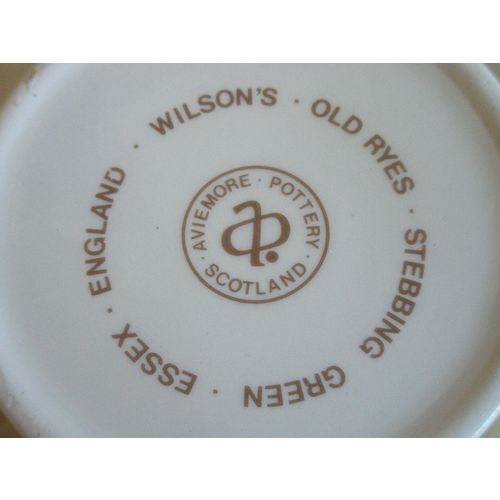 WILSON'S · OLD RYES · STEBBING GREEN · ESSEX · ENGLAND ·
AVIEMORE · POTTERY · SCOTLAND ·
ap.